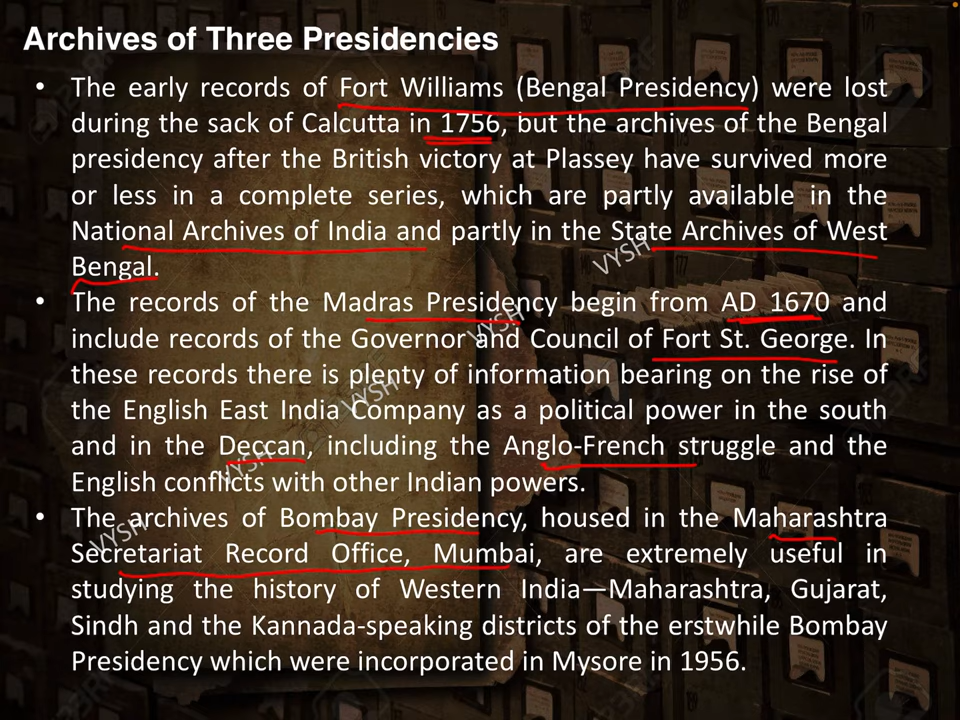 Archives of Three Presidencies
• The early records of Fort Williams (Bengal Presidency) were lost
during the sack of Calcutta in 1756, but the archives of the Bengal
presidency after the British victory at Plassey have survived more
or less in a complete series, which are partly available in the
National Archives of India and partly in the State Archives of West
Bengal.
• The records of the Madras Presidency begin from AD 1670 and
include records of the Governor and Council of Fort St. George. In
these records there is plenty of information bearing on the rise of
the English East India Company as a political power in the south
and in the Deccan, including the Anglo-French struggle and the
English conflicts with other Indian powers.
• The archives of Bombay Presidency, housed in the Maharashtra
Secretariat Record Office, Mumbai, are extremely useful in
studying the history of Western India—Maharashtra, Gujarat,
Sindh and the Kannada-speaking districts of the erstwhile Bombay
Presidency which were incorporated in Mysore in 1956.
VYSH
VYSH
VYSH
VYSH
VYSH